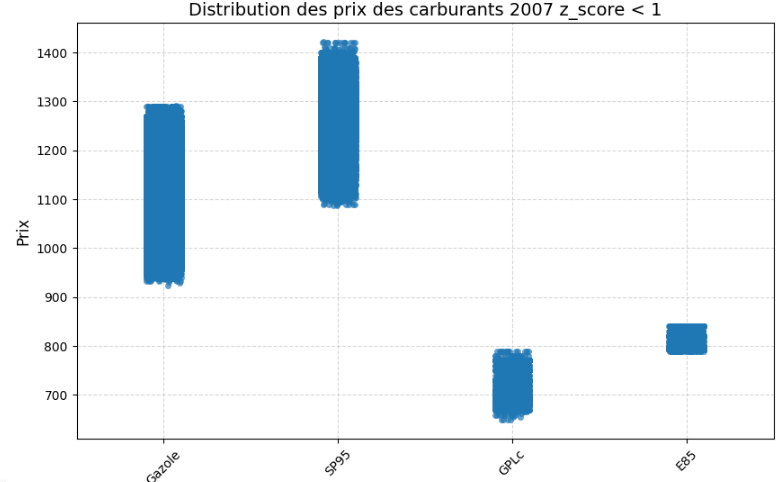 Distribution des prix des carburants 2007 z_score < 1
1400
1300
1200
1100
1000
900
800
700
Prix
Gazole
SP95
GPLc
E85